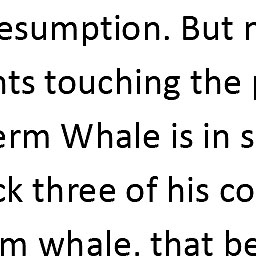 esumption. But n
nts touching the p
erm Whale is in s
ck three of his co
m whale, that be